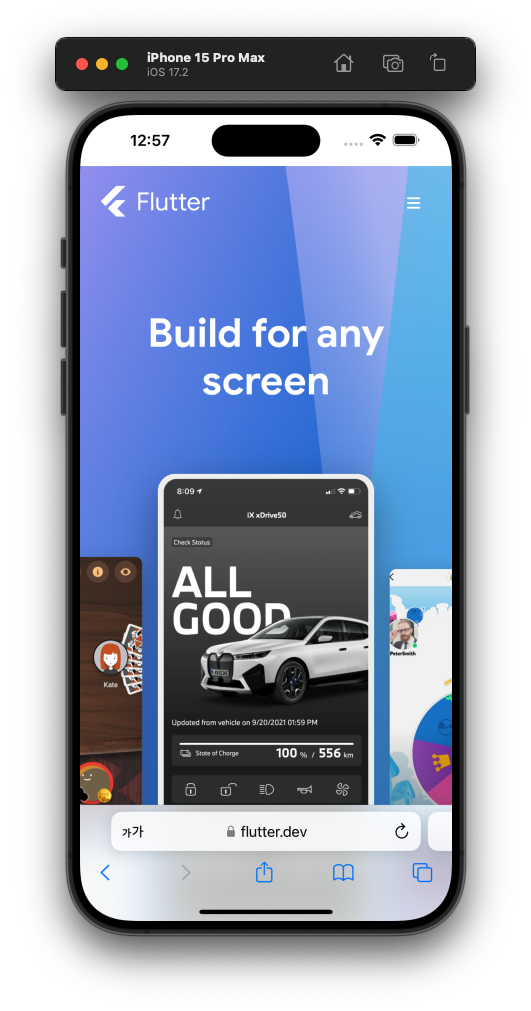 iPhone 15 Pro Max
iOS 17.2
12:57
Flutter
Build for any
screen
8:09
iX xDrive50
Check Status
ALL
GOOD
Kate
PeterSmith
Updated from vehicle on 9/20/2021 01:59 PM
State of Charge 100 % / 556 km
가가 flutter.dev